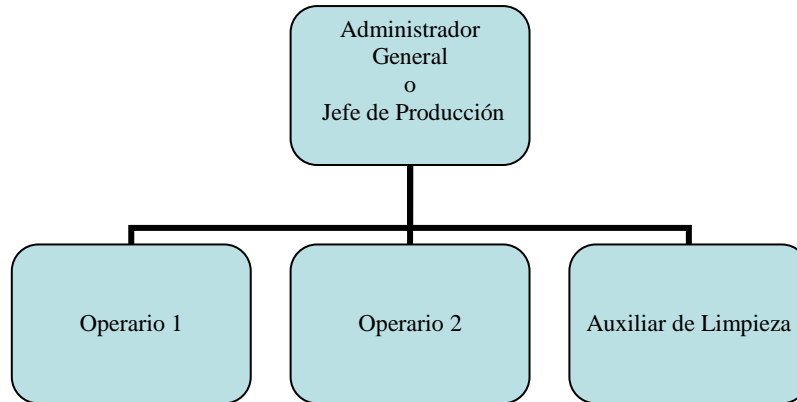 Administrador
General
o
Jefe de Producción
Operario 1
Operario 2
Auxiliar de Limpieza